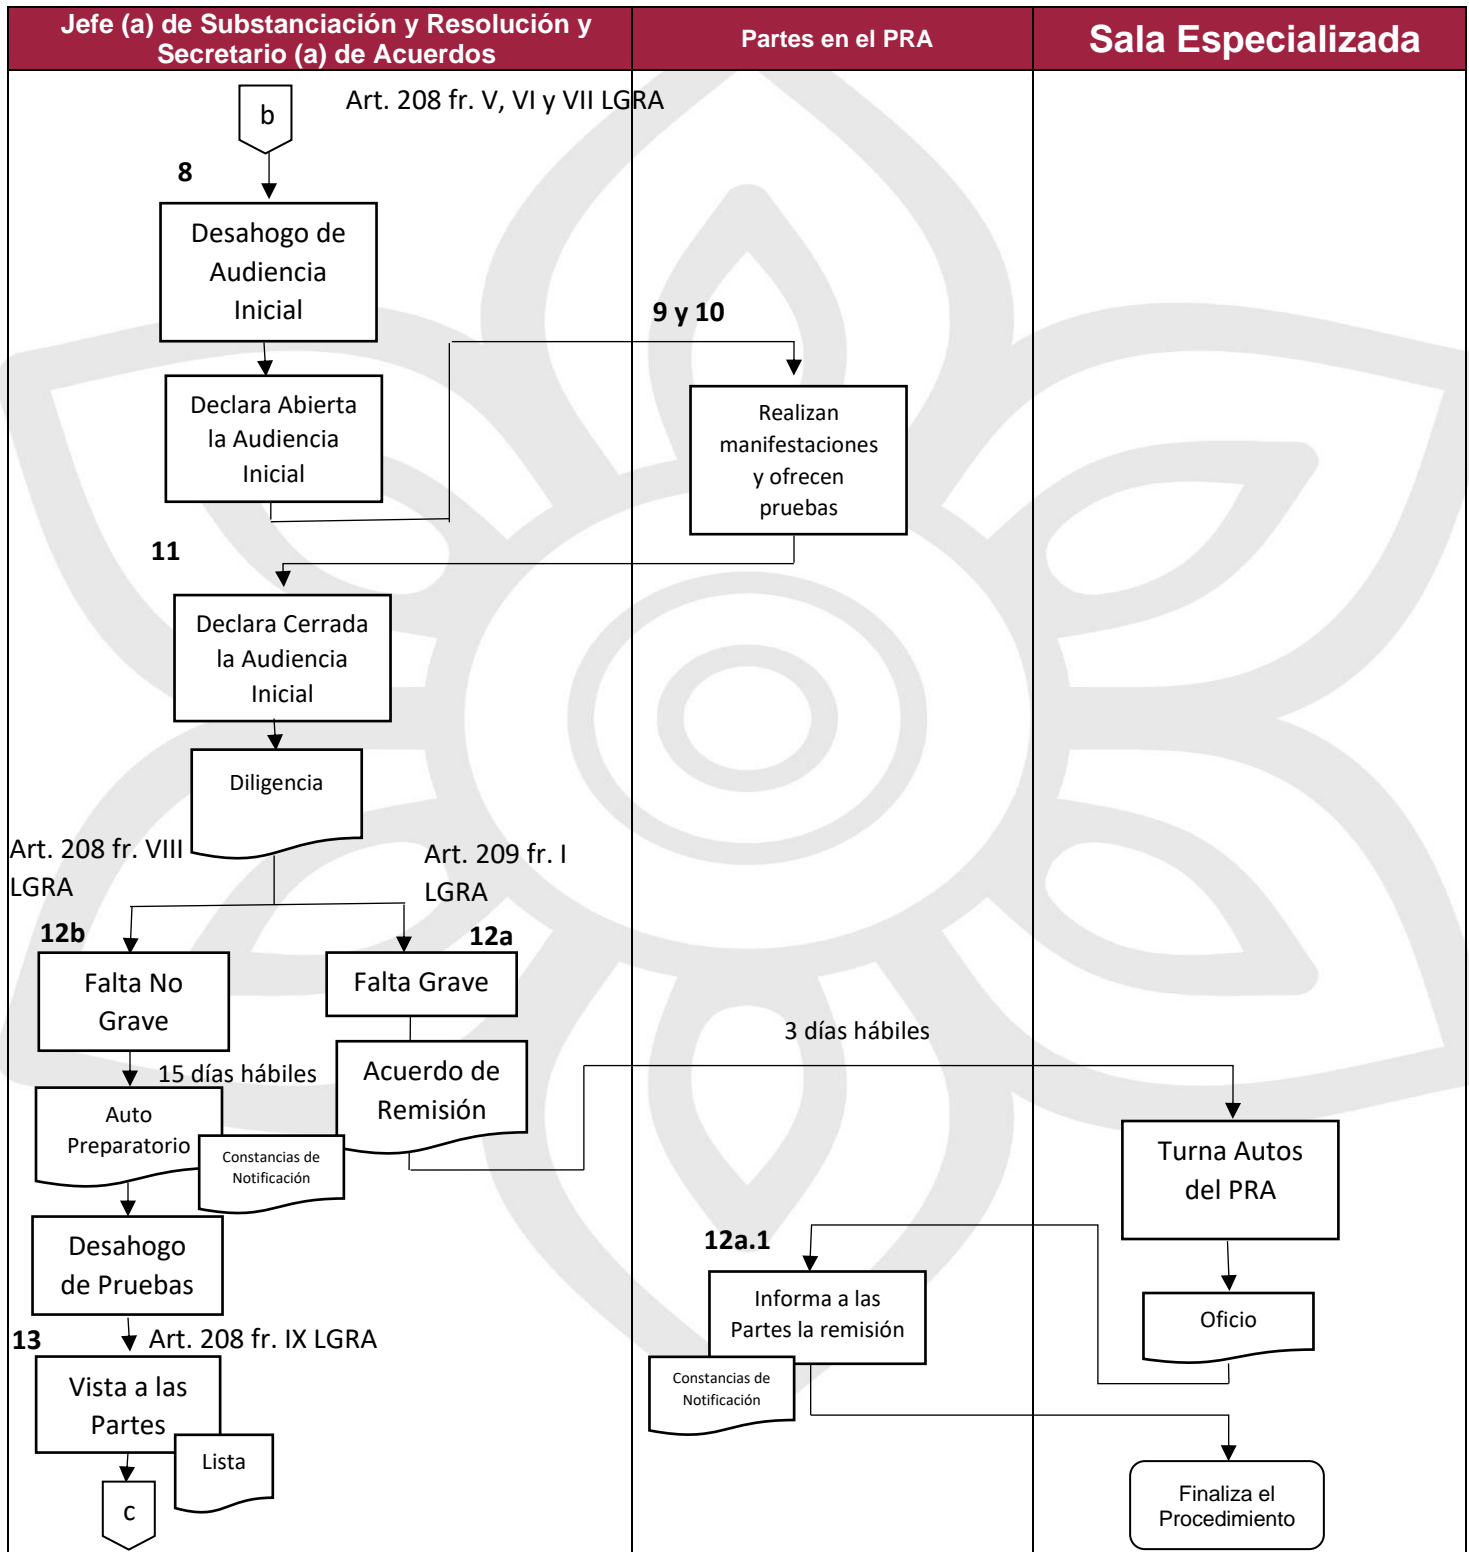 Jefe (a) de Substanciación y Resolución y
Secretario (a) de Acuerdos
Partes en el PRA
Sala Especializada
b
Art. 208 fr. V, VI y VII LGRA
8
Desahogo de
Audiencia
Inicial
9 y 10
Declara Abierta
la Audiencia
Inicial
Realizan
manifestaciones
y ofrecen
pruebas
11
Declara Cerrada
la Audiencia
Inicial
Diligencia
Art. 208 fr. VIII
LGRA
Art. 209 fr. I
LGRA
12b
12a
Falta No
Grave
Falta Grave
3 días hábiles
15 días hábiles
Acuerdo de
Remisión
Auto
Preparatorio
Constancias de
Notificación
Turna Autos
del PRA
Desahogo
de Pruebas
12a.1
Informa a las
Partes la remisión
Oficio
13
Art. 208 fr. IX LGRA
Vista a las
Partes
Constancias de
Notificación
Lista
c
Finaliza el
Procedimiento